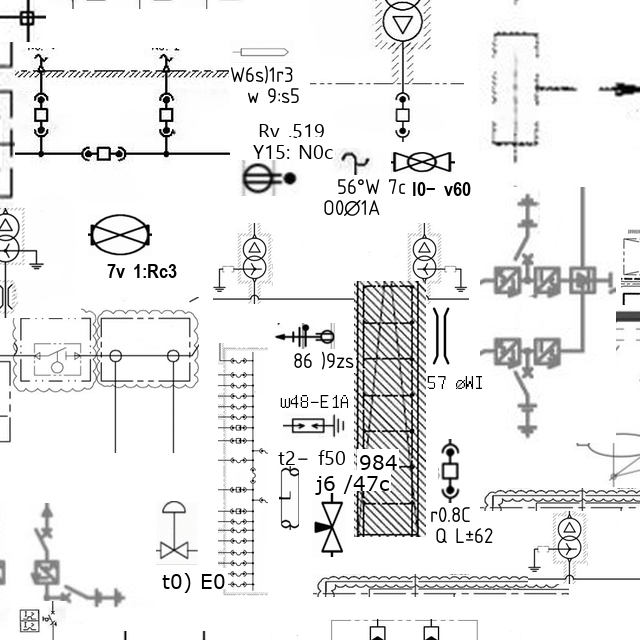 W6s)1r3
w 9:s5
Rv .519
Y15: N0c
56°W 7c
I0- v60
OOØ1A
7v 1:Rc3
86 )9zs
57 øWI
w48-E1A
t2- f50
984
j6 /47c
r0.8C
Q L±62
t0) E0